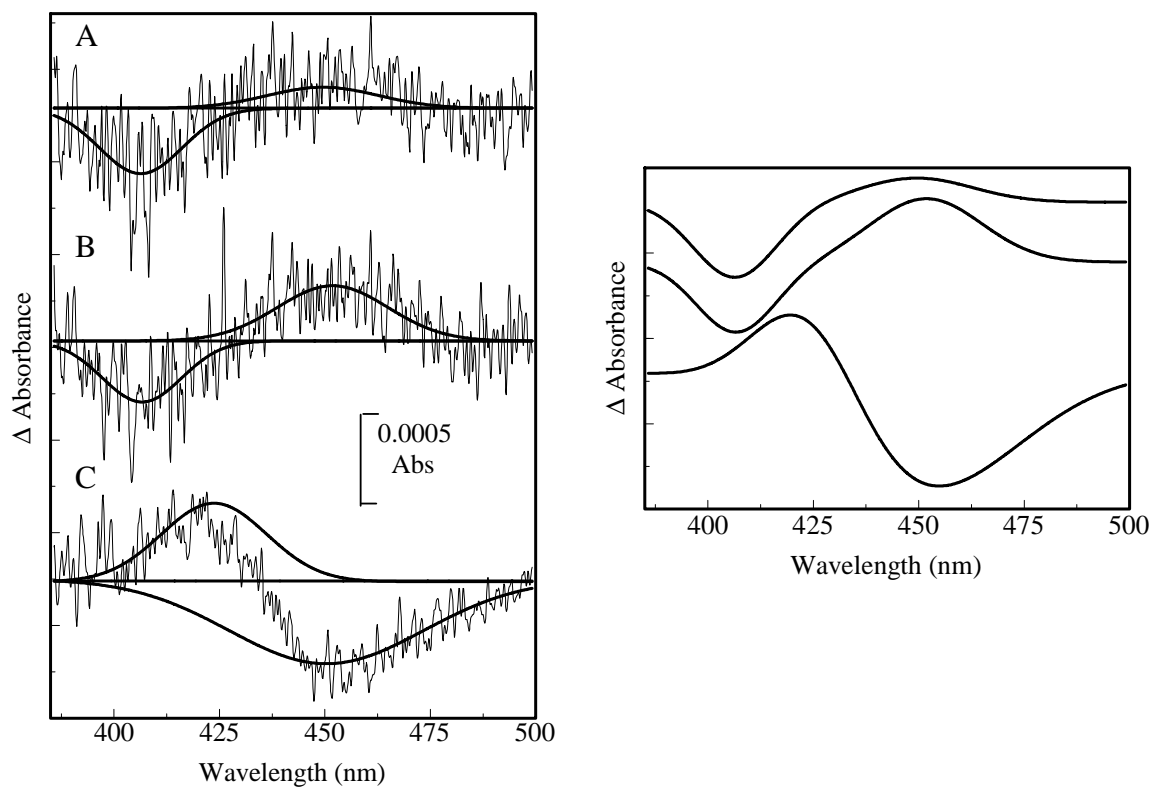 A
B
C
0.0005
Abs
Δ Absorbance
400 425 450 475 500
Wavelength (nm)
Δ Absorbance
400 425 450 475 500
Wavelength (nm)